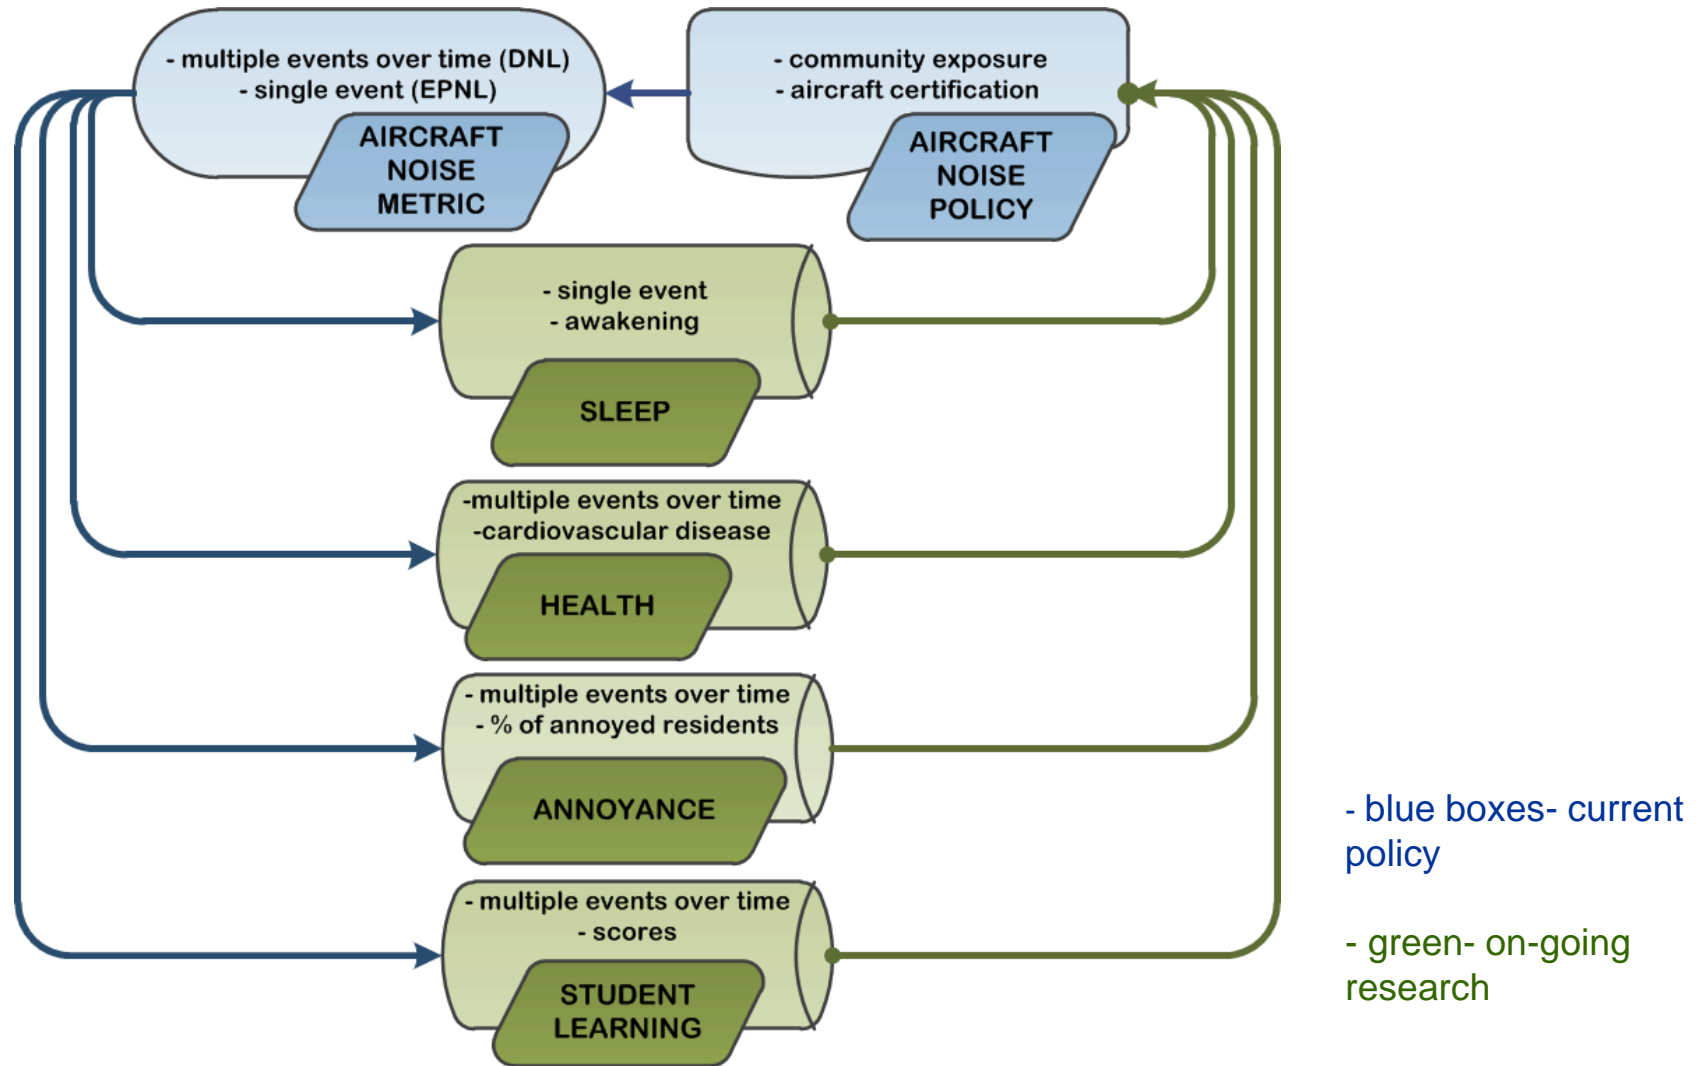 - multiple events over time (DNL)
- single event (EPNL)
AIRCRAFT
NOISE
METRIC
- community exposure
- aircraft certification
AIRCRAFT
NOISE
POLICY
- single event
- awakening
SLEEP
-multiple events over time
-cardiovascular disease
HEALTH
- multiple events over time
- % of annoyed residents
ANNOYANCE
- multiple events over time
- scores
STUDENT
LEARNING
- blue boxes- current
policy
- green- on-going
research